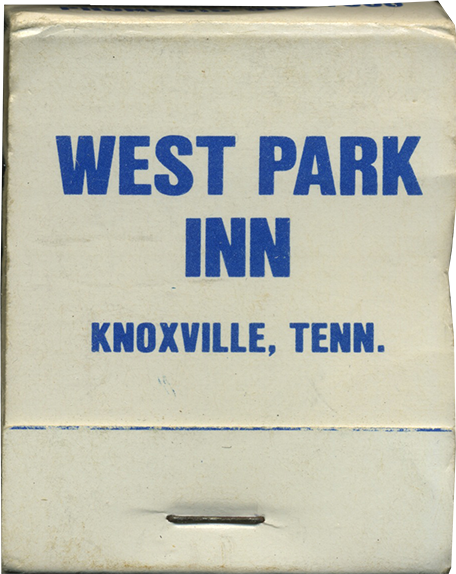 WEST PARK
INN
KNOXVILLE, TENN.